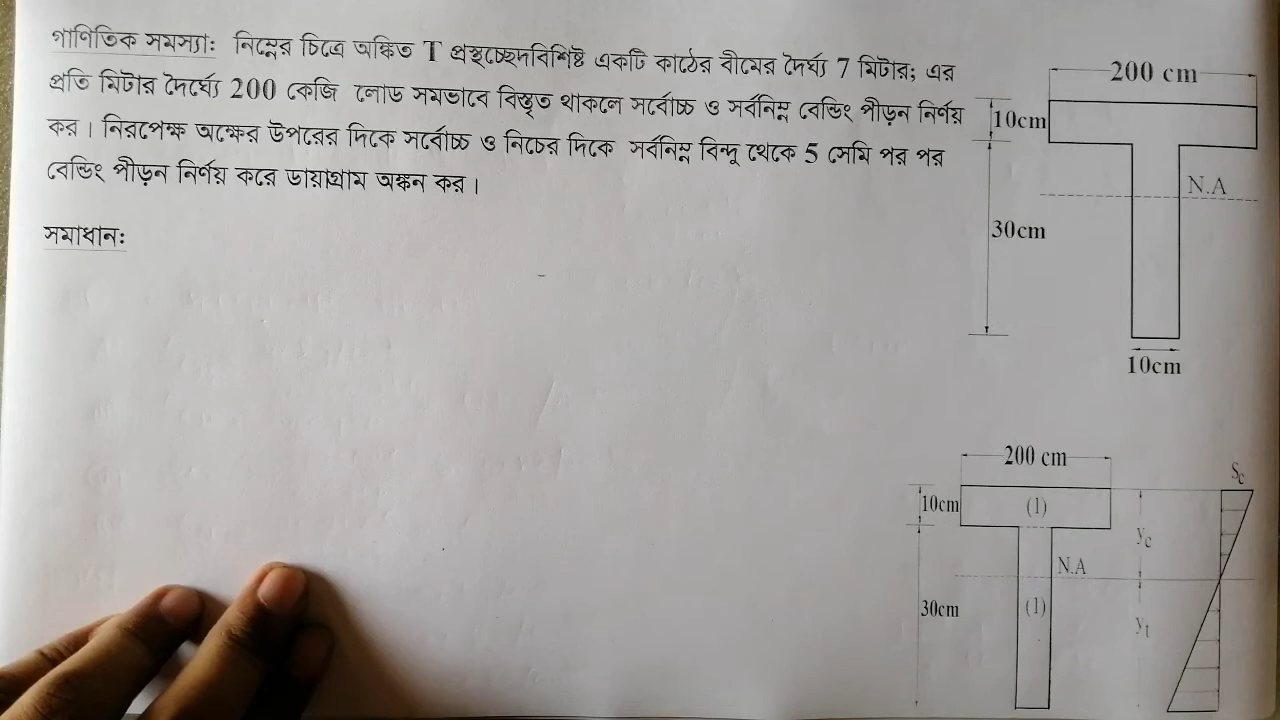 গাণিতিক সমস্যাঃ নিম্নের চিত্রে অঙ্কিত T প্রস্থচ্ছেদবিশিষ্ট একটি কাঠের বীমের দৈর্ঘ্য 7 মিটার; এর
প্রতি মিটার দৈর্ঘ্যে 200 কেজি লোড সমভাবে বিস্তৃত থাকলে সর্বোচ্চ ও সর্বনিম্ন বেন্ডিং পীড়ন নির্ণয়
কর। নিরপেক্ষ অক্ষের উপরের দিকে সর্বোচ্চ ও নিচের দিকে সর্বনিম্ন বিন্দু থেকে 5 সেমি পর পর
বেন্ডিং পীড়ন নির্ণয় করে ডায়াগ্রাম অঙ্কন কর।
সমাধানঃ
200 cm
10cm
N.A
30cm
10cm
200 cm
Sc
10cm
(1)
yc
N.A
30cm
(1)
yt